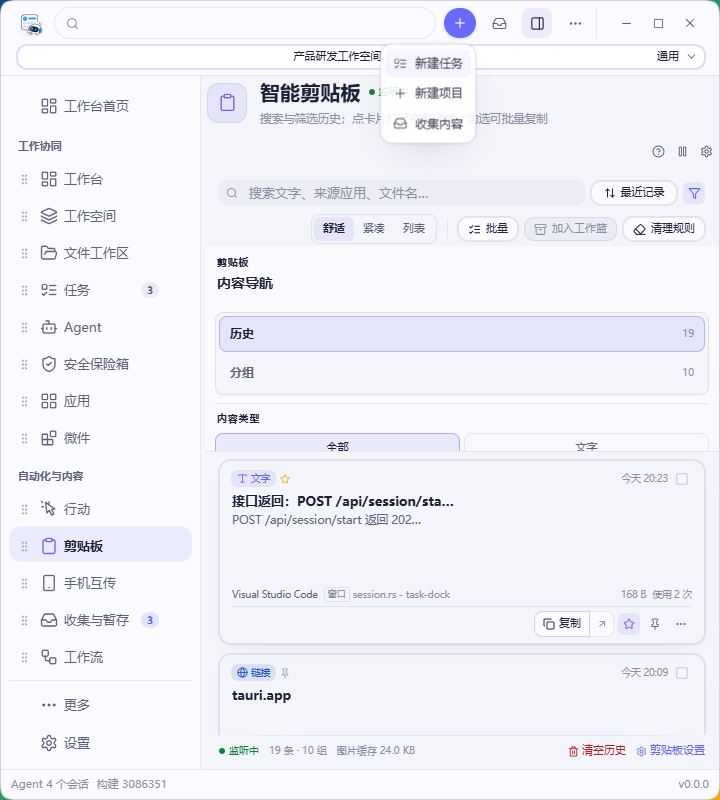 产品研发工作空间
通用
新建任务
新建项目
收集内容
工作台首页
工作协同
工作台
工作空间
文件工作区
任务 3
Agent
安全保险箱
应用
微件
自动化与内容
行动
剪贴板
手机互传
收集与暂存 3
工作流
更多
设置
智能剪贴板
搜索与筛选历史；点卡片
勾选可批量复制
搜索文字、来源应用、文件名...
最近记录
舒适 紧凑 列表
批量
加入工作篮
清理规则
剪贴板
内容导航
历史 19
分组 10
内容类型
全部 文字
文字 今天 20:23
接口返回：POST /api/session/sta...
POST /api/session/start 返回 202...
Visual Studio Code 窗口 session.rs - task-dock 168 B 使用 2 次
复制
链接 今天 20:09
tauri.app
监听中 19 条 · 10 组 图片缓存 24.0 KB 清空历史 剪贴板设置
Agent 4 个会话 构建 3086351 v0.0.0